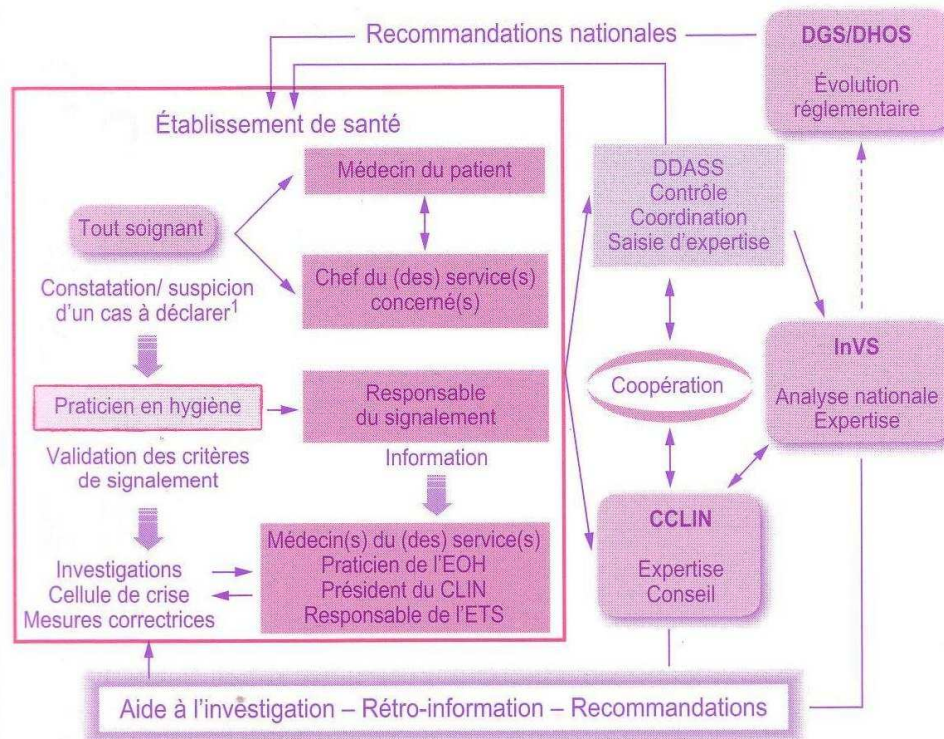 Recommandations nationales
DGS/DHOS
Évolution
réglementaire
Établissement de santé
Médecin du patient
Tout soignant
Chef du (des) service(s)
concerné(s)
Constatation/ suspicion
d'un cas à déclarer¹
Praticien en hygiène
Responsable
du signalement
Validation des critères
de signalement
Information
Investigations
Cellule de crise
Mesures correctrices
Médecin(s) du (des) service(s)
Praticien de l'EOH
Président du CLIN
Responsable de l'ETS
DDASS
Contrôle
Coordination
Saisie d'expertise
Coopération
InVS
Analyse nationale
Expertise
CCLIN
Expertise
Conseil
Aide à l'investigation – Rétro-information – Recommandations